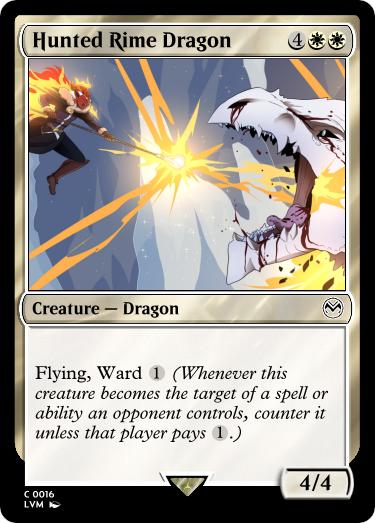 Hunted Rime Dragon 4
Creature — Dragon
Flying, Ward 1 (Whenever this
creature becomes the target of a spell or
ability an opponent controls, counter it
unless that player pays 1.)
4/4
C 0016
LVM